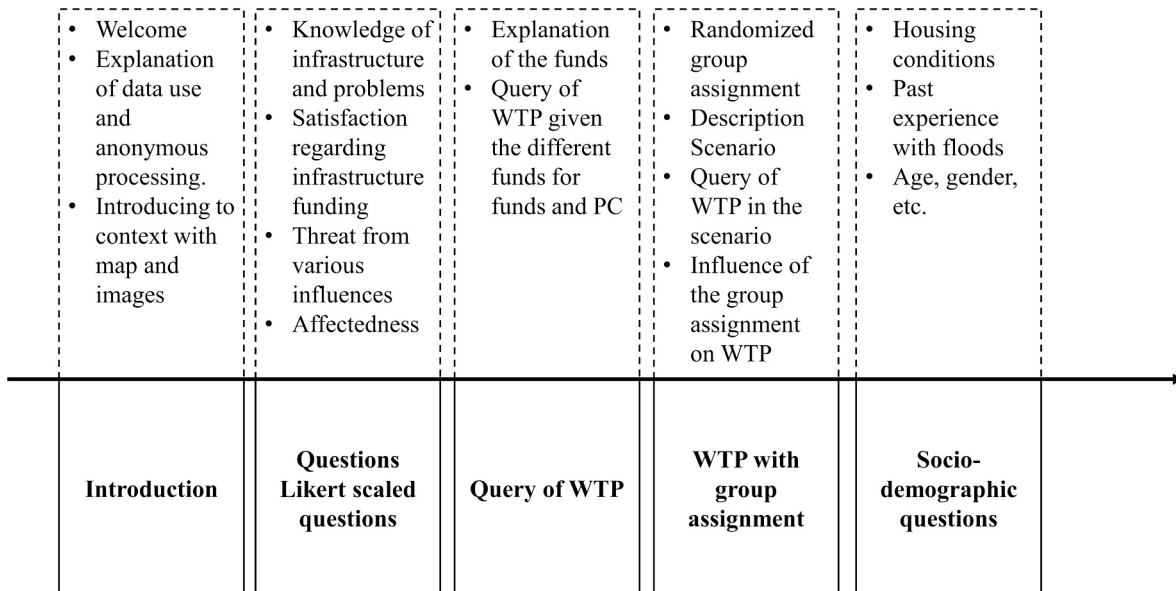 • Welcome
• Explanation
of data use
and
anonymous
processing.
• Introducing to
context with
map and
images
• Knowledge of
infrastructure
and problems
• Satisfaction
regarding
infrastructure
funding
• Threat from
various
influences
• Affectedness
• Explanation
of the funds
• Query of
WTP given
the different
funds for
funds and PC
• Randomized
group
assignment
• Description
Scenario
• Query of
WTP in the
scenario
• Influence of
the group
assignment
on WTP
• Housing
conditions
• Past
experience
with floods
• Age, gender,
etc.
Introduction
Questions
Likert scaled
questions
Query of WTP
WTP with
group
assignment
Socio-
demographic
questions